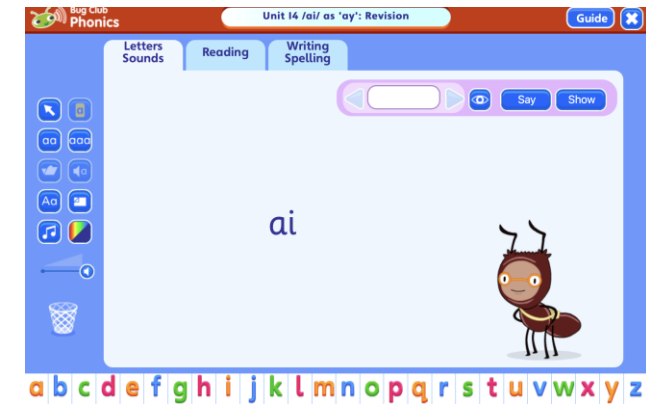 Bug Club
Phonics
Unit 14 /ai/ as 'ay': Revision
Guide
Letters
Sounds
Reading
Writing
Spelling
Say
Show
a
aa
aaa
a
Aa
ai
a b c d e f g h i j k l m n o p q r s t u v w x y z